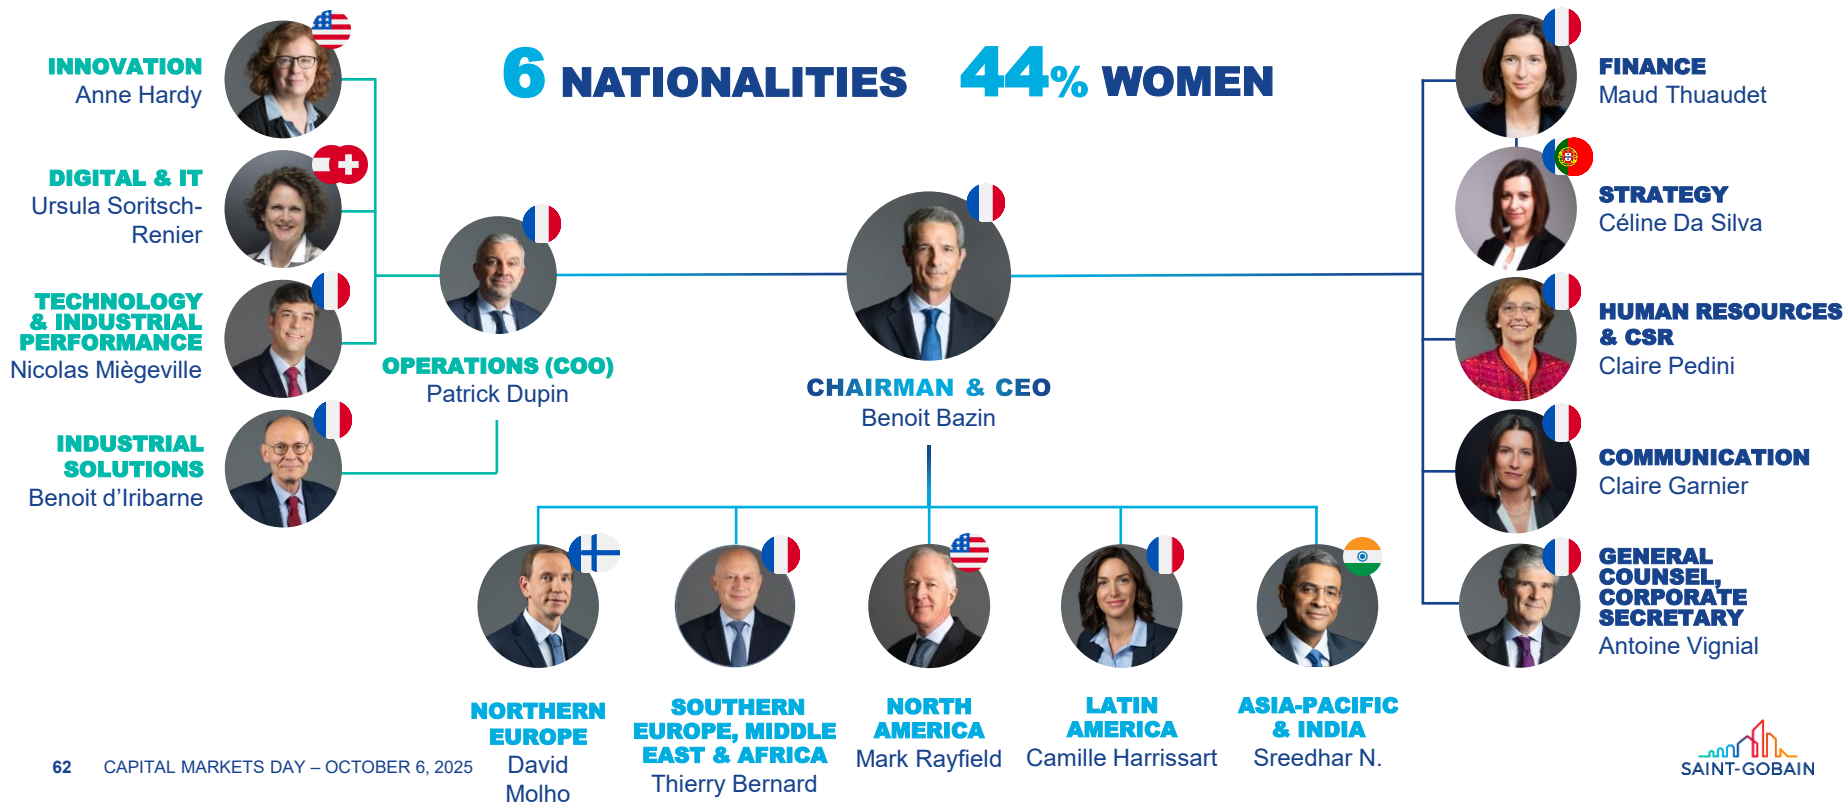 6 NATIONALITIES
44% WOMEN
INNOVATION
Anne Hardy
DIGITAL & IT
Ursula Soritsch-
Renier
TECHNOLOGY
& INDUSTRIAL
PERFORMANCE
Nicolas Miègeville
INDUSTRIAL
SOLUTIONS
Benoit d’Iribarne
OPERATIONS (COO)
Patrick Dupin
CHAIRMAN & CEO
Benoit Bazin
FINANCE
Maud Thuaudet
STRATEGY
Céline Da Silva
HUMAN RESOURCES
& CSR
Claire Pedini
COMMUNICATION
Claire Garnier
GENERAL
COUNSEL,
CORPORATE
SECRETARY
Antoine Vignial
NORTHERN
EUROPE
David
Molho
SOUTHERN
EUROPE, MIDDLE
EAST & AFRICA
Thierry Bernard
NORTH
AMERICA
Mark Rayfield
LATIN
AMERICA
Camille Harrissart
ASIA-PACIFIC
& INDIA
Sreedhar N.
62 CAPITAL MARKETS DAY – OCTOBER 6, 2025
SAINT-GOBAIN